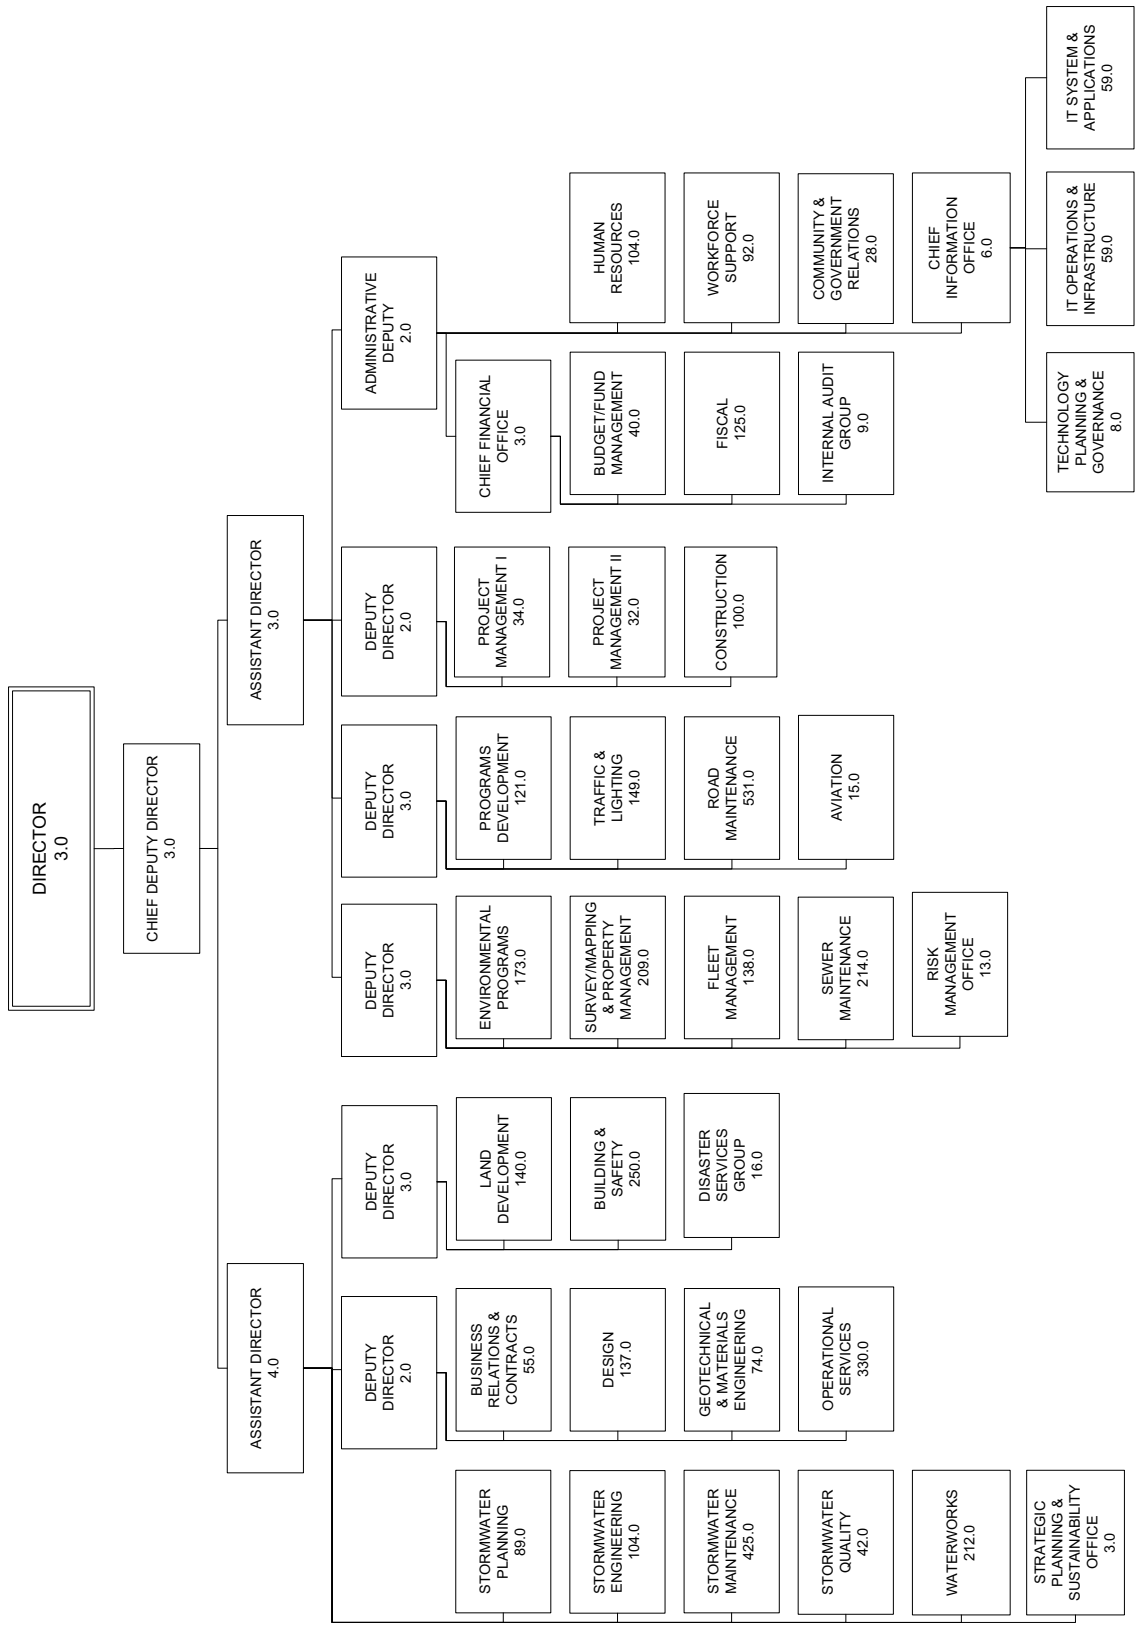 DIRECTOR
3.0
CHIEF DEPUTY DIRECTOR
3.0
ASSISTANT DIRECTOR
4.0
ASSISTANT DIRECTOR
3.0
STORMWATER
PLANNING
89.0
STORMWATER
ENGINEERING
104.0
STORMWATER
MAINTENANCE
425.0
STORMWATER
QUALITY
42.0
WATERWORKS
212.0
STRATEGIC
PLANNING &
SUSTAINABILITY
OFFICE
3.0
DEPUTY
DIRECTOR
2.0
BUSINESS
RELATIONS &
CONTRACTS
55.0
DESIGN
137.0
GEOTECHNICAL
& MATERIALS
ENGINEERING
74.0
OPERATIONAL
SERVICES
330.0
DEPUTY
DIRECTOR
3.0
LAND
DEVELOPMENT
140.0
BUILDING &
SAFETY
250.0
DISASTER
SERVICES
GROUP
16.0
DEPUTY
DIRECTOR
3.0
ENVIRONMENTAL
PROGRAMS
173.0
SURVEY/MAPPING
& PROPERTY
MANAGEMENT
209.0
FLEET
MANAGEMENT
138.0
SEWER
MAINTENANCE
214.0
RISK
MANAGEMENT
OFFICE
13.0
DEPUTY
DIRECTOR
3.0
PROGRAMS
DEVELOPMENT
121.0
TRAFFIC &
LIGHTING
149.0
ROAD
MAINTENANCE
531.0
AVIATION
15.0
DEPUTY
DIRECTOR
2.0
PROJECT
MANAGEMENT I
34.0
PROJECT
MANAGEMENT II
32.0
CONSTRUCTION
100.0
ADMINISTRATIVE
DEPUTY
2.0
CHIEF FINANCIAL
OFFICE
3.0
BUDGET/FUND
MANAGEMENT
40.0
FISCAL
125.0
INTERNAL AUDIT
GROUP
9.0
HUMAN
RESOURCES
104.0
WORKFORCE
SUPPORT
92.0
COMMUNITY &
GOVERNMENT
RELATIONS
28.0
CHIEF
INFORMATION
OFFICE
6.0
TECHNOLOGY
PLANNING &
GOVERNANCE
8.0
IT OPERATIONS &
INFRASTRUCTURE
59.0
IT SYSTEM &
APPLICATIONS
59.0